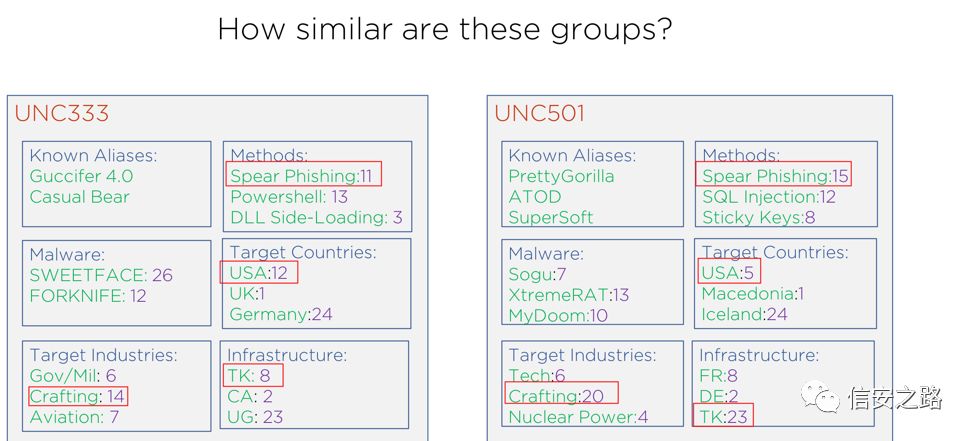 How similar are these groups?
UNC333
Known Aliases:
Guccifer 4.0
Casual Bear
Methods:
Spear Phishing:11
Powershell: 13
DLL Side-Loading: 3
Malware:
SWEETFACE: 26
FORKNIFE: 12
Target Countries:
USA:12
UK:1
Germany:24
Target Industries:
Gov/Mil: 6
Crafting: 14
Aviation: 7
Infrastructure:
TK: 8
CA: 2
UG: 23
UNC501
Known Aliases:
PrettyGorilla
ATOD
SuperSoft
Methods:
Spear Phishing:15
SQL Injection:12
Sticky Keys:8
Malware:
Sogu:7
XtremeRAT:13
MyDoom:10
Target Countries:
USA:5
Macedonia:1
Iceland:24
Target Industries:
Tech:6
Crafting:20
Nuclear Power:4
Infrastructure:
FR:8
DE:2
TK:23
信安之路